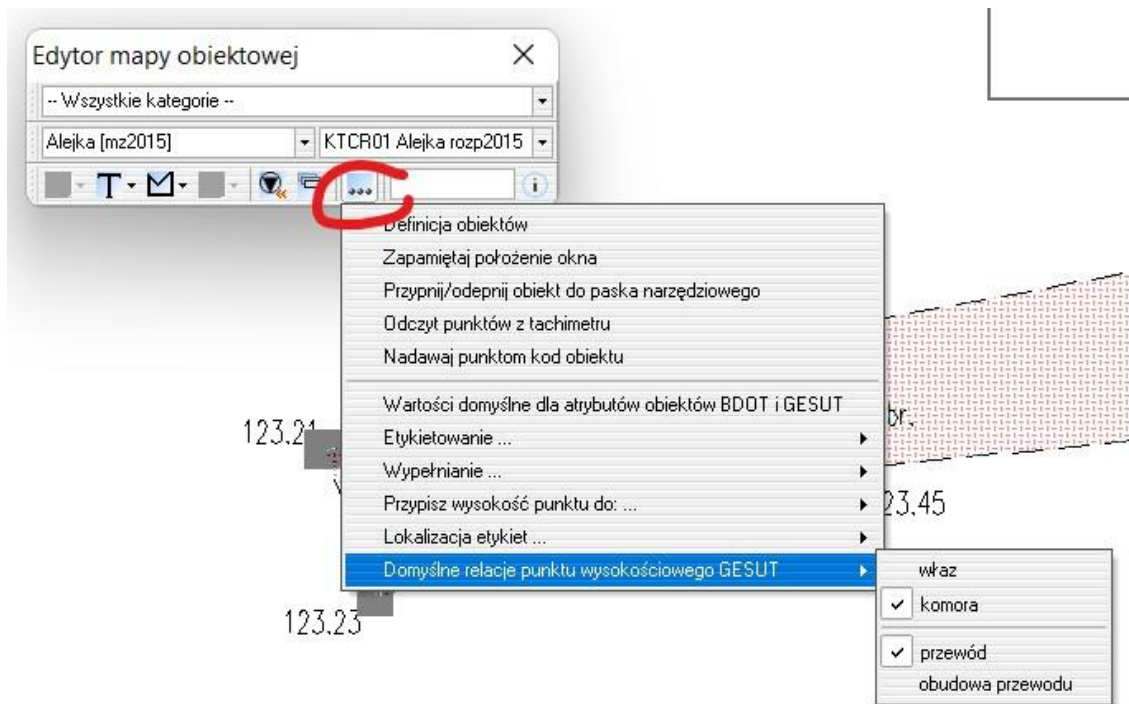 Edytor mapy obiektowej
-- Wszystkie kategorie --
Alejka [mz2015]
KTCR01 Alejka rozp2015
T
i
Definicja obiektów
Zapamiętaj położenie okna
Przypnij/odepnij obiekt do paska narzędziowego
Odczyt punktów z tachimetru
Nadawaj punktom kod obiektu
Wartości domyślne dla atrybutów obiektów BDOT i GESUT
Etykietowanie ...
Wypełnianie ...
Przypisz wysokość punktu do: ...
Lokalizacja etykiet ...
Domyślne relacje punktu wysokościowego GESUT
właz
komora
przewód
obudowa przewodu
123.21
br.
23.45
123.23